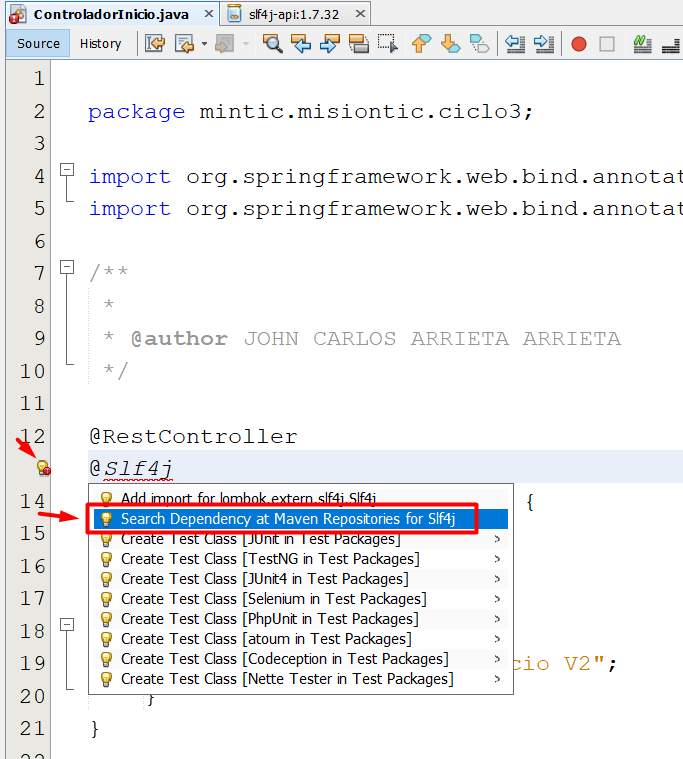 ControladorInicio.java × slf4j-api:1.7.32 ×
Source History
1
2 package mintic.misiontic.ciclo3;
3
4 import org.springframework.web.bind.annotat
5 import org.springframework.web.bind.annotat
6
7 /**
8 *
9 * @author JOHN CARLOS ARRIETA ARRIETA
10 */
11
12 @RestController
@Slf4j
Add import for lombok.extern.slf4j.Slf4j
14 {
Search Dependency at Maven Repositories for Slf4j
15 Create Test Class [JUnit in Test Packages] >
Create Test Class [TestNG in Test Packages] >
16 Create Test Class [JUnit4 in Test Packages] >
17 Create Test Class [Selenium in Test Packages] >
Create Test Class [PhpUnit in Test Packages] >
18 Create Test Class [atoum in Test Packages] >
19 Create Test Class [Codeception in Test Packages] > cio V2";
Create Test Class [Nette Tester in Test Packages] >
20 }
21 }